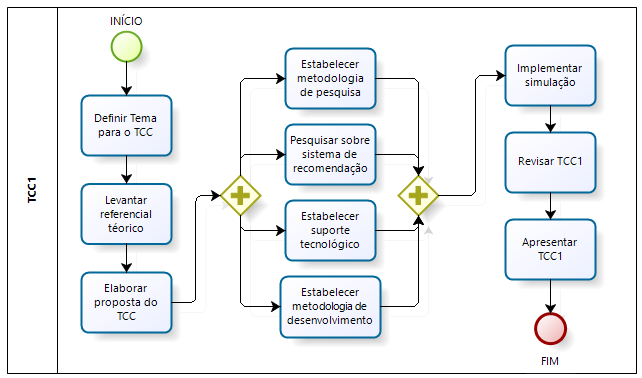 TCC1
INÍCIO
Definir Tema
para o TCC
Levantar
referencial
téorico
Elaborar
proposta do
TCC
Estabelecer
metodologia
de pesquisa
Pesquisar sobre
sistema de
recomendação
Estabelecer
suporte
tecnológico
Estabelecer
metodologia de
desenvolvimento
Implementar
simulação
Revisar TCC1
Apresentar
TCC1
FIM